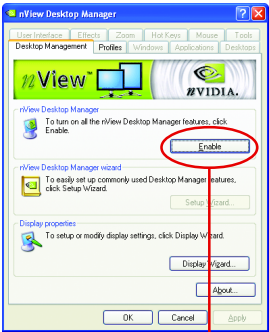 nView Desktop Manager
User Interface Effects Zoom Hot Keys Mouse Tools
Desktop Management Profiles Windows Applications Desktops
nView™
nVIDIA.
nView Desktop Manager
To turn on all the nView Desktop Manager features, click
Enable.
Enable
nView Desktop Manager wizard
To easily set up commonly used Desktop Manager features,
click Setup Wizard.
Setup Wizard...
Display properties
To setup or modify display settings, click Display Wizard.
Display Wizard...
About...
OK Cancel Apply